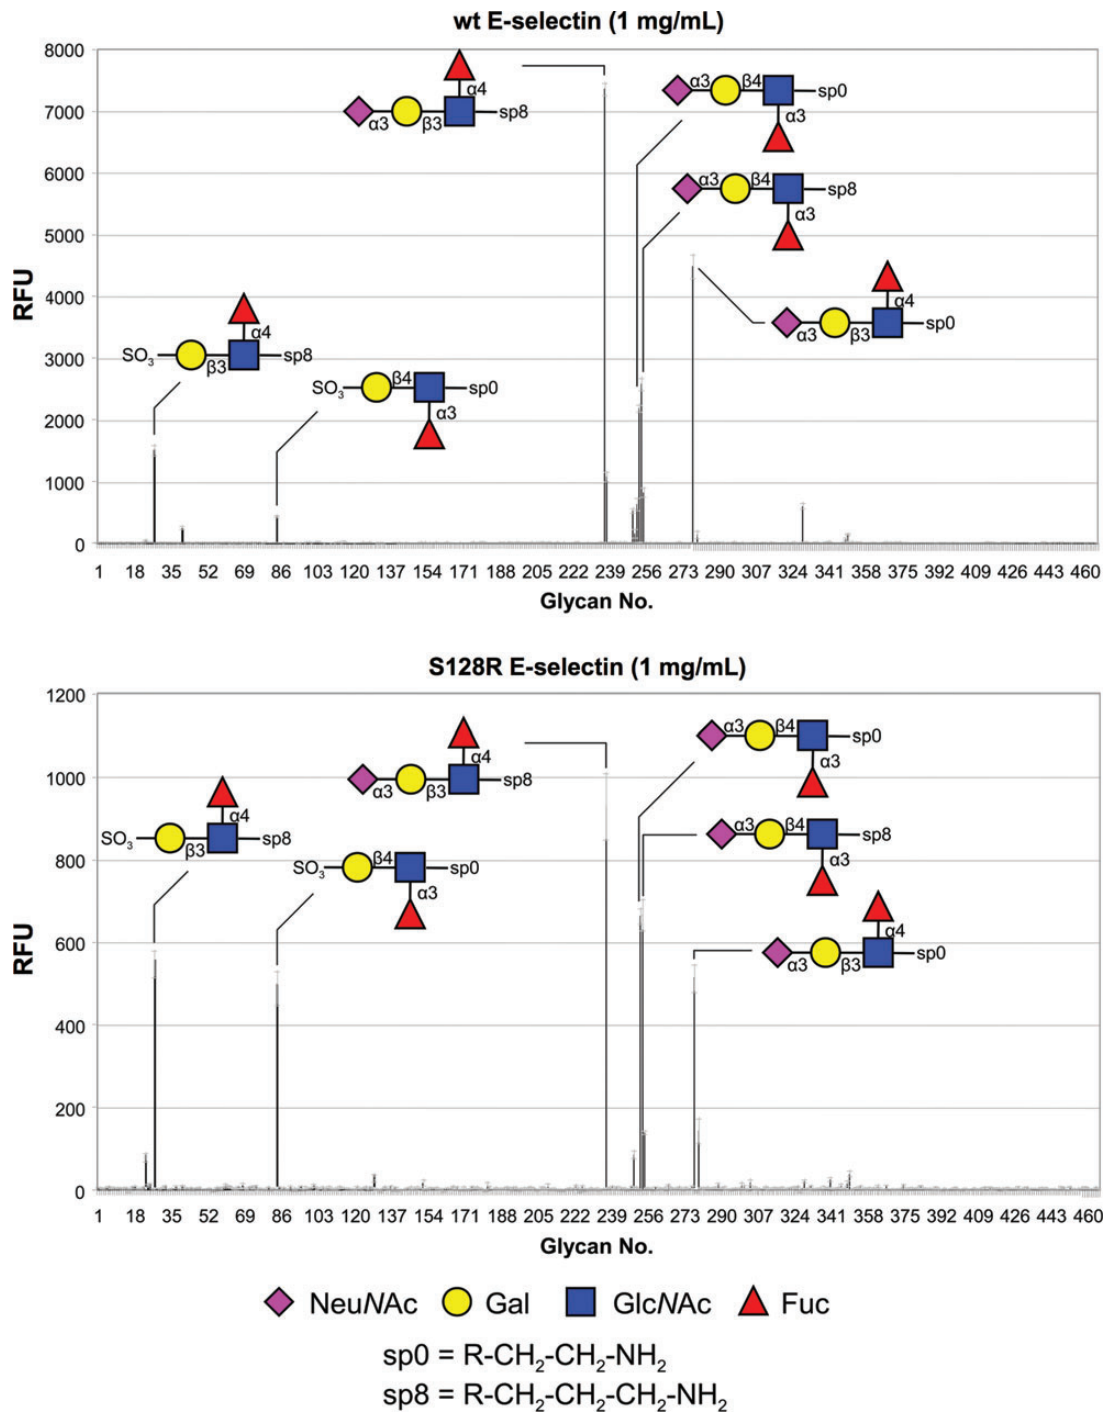 wt E-selectin (1 mg/mL)
8000
7000
6000
5000
4000
3000
2000
1000
0
RFU
α4
α3 β3 sp8
α3 β4 sp0
α3
α3 β4 sp8
α3
α4
α3 β3 sp0
α4
SO₃ β3 sp8
SO₃ β4 sp0
α3
1 18 35 52 69 86 103 120 137 154 171 188 205 222 239 256 273 290 307 324 341 358 375 392 409 426 443 460
Glycan No.
S128R E-selectin (1 mg/mL)
1200
1000
800
600
400
200
0
RFU
α4
α3 β3 sp8
α3 β4 sp0
α3
α4
SO₃ β3 sp8
SO₃ β4 sp0
α3
α3 β4 sp8
α3
α4
α3 β3 sp0
1 18 35 52 69 86 103 120 137 154 171 188 205 222 239 256 273 290 307 324 341 358 375 392 409 426 443 460
Glycan No.
NeuNAc Gal GlcNAc Fuc
sp0 = R-CH₂-CH₂-NH₂
sp8 = R-CH₂-CH₂-CH₂-NH₂